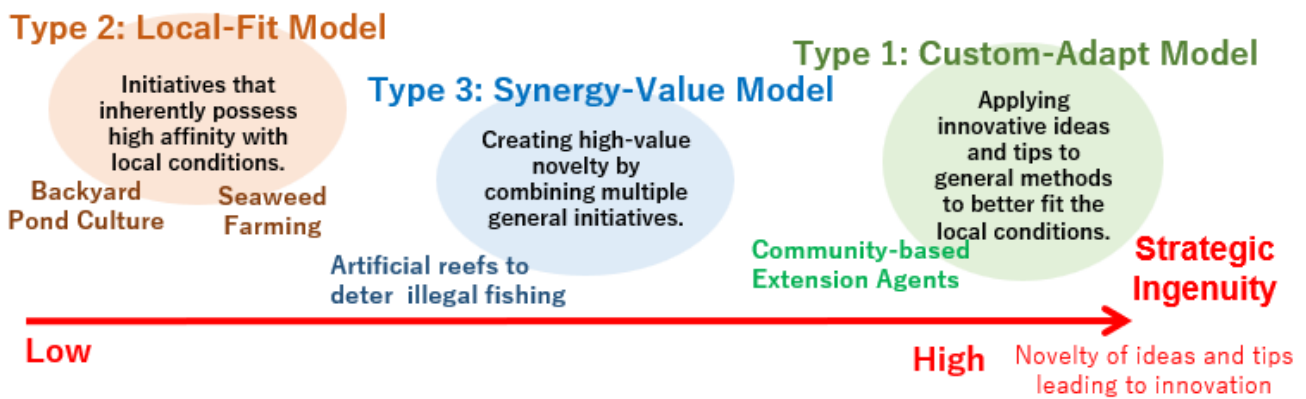 Type 2: Local-Fit Model
Initiatives that
inherently possess
high affinity with
local conditions.
Backyard
Pond Culture
Seaweed
Farming
Type 3: Synergy-Value Model
Creating high-value
novelty by
combining multiple
general initiatives.
Artificial reefs to
deter illegal fishing
Type 1: Custom-Adapt Model
Applying
innovative ideas
and tips to
general methods
to better fit the
local conditions.
Community-based
Extension Agents
Strategic
Ingenuity
Low
High
Novelty of ideas and tips
leading to innovation